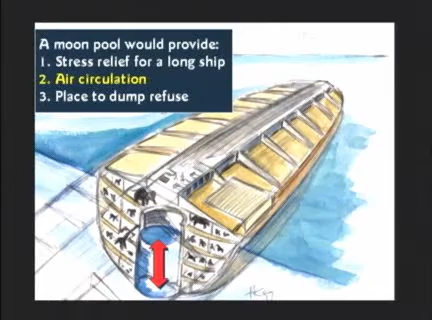 A moon pool would provide:
1. Stress relief for a long ship
2. Air circulation
3. Place to dump refuse